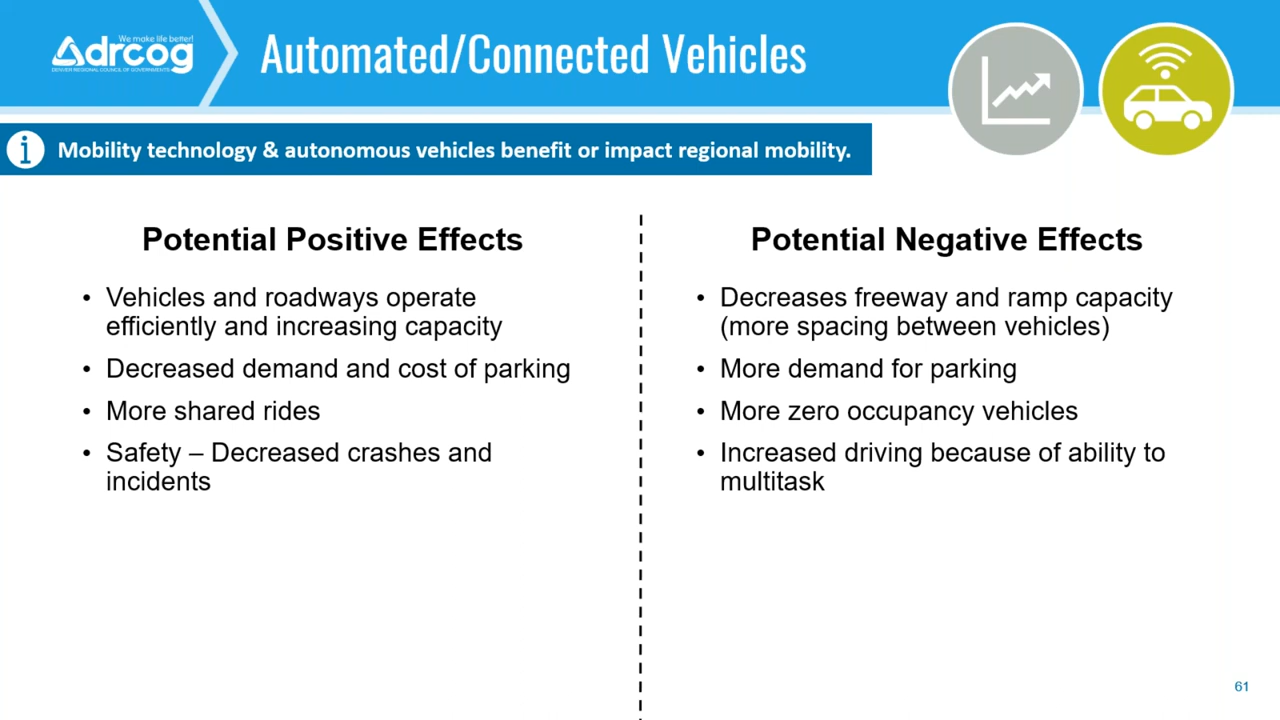 We make life better!
drcog
DENVER REGIONAL COUNCIL OF GOVERNMENTS
Automated/Connected Vehicles
i
Mobility technology & autonomous vehicles benefit or impact regional mobility.
Potential Positive Effects
• Vehicles and roadways operate
efficiently and increasing capacity
• Decreased demand and cost of parking
• More shared rides
• Safety – Decreased crashes and
incidents
Potential Negative Effects
• Decreases freeway and ramp capacity
(more spacing between vehicles)
• More demand for parking
• More zero occupancy vehicles
• Increased driving because of ability to
multitask
61